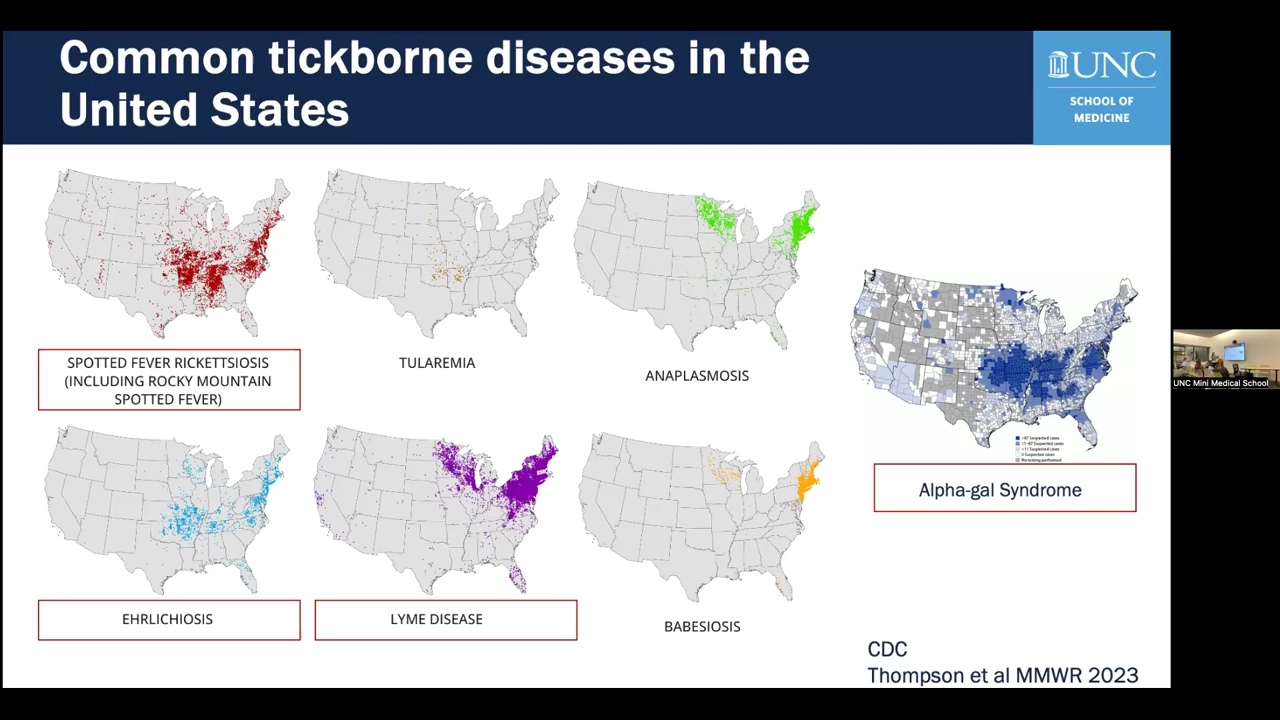 Common tickborne diseases in the
United States
UNC
SCHOOL OF
MEDICINE
SPOTTED FEVER RICKETTSIOSIS
(INCLUDING ROCKY MOUNTAIN
SPOTTED FEVER)
TULAREMIA
ANAPLASMOSIS
EHRLICHIOSIS
LYME DISEASE
BABESIOSIS
Alpha-gal Syndrome
CDC
Thompson et al MMWR 2023
UNC Mini Medical School